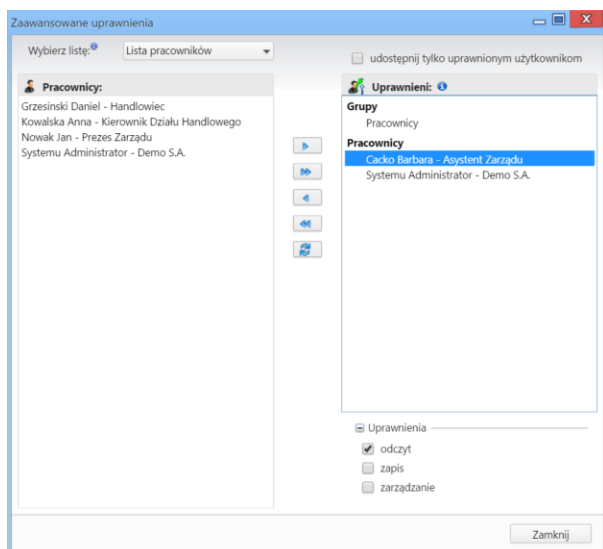 Zaawansowane uprawnienia
Wybierz listę:
Lista pracowników
udostępnij tylko uprawnionym użytkownikom
Pracownicy:
Grzesinski Daniel - Handlowiec
Kowalska Anna - Kierownik Działu Handlowego
Nowak Jan - Prezes Zarządu
Systemu Administrator - Demo S.A.
Uprawnieni:
Grupy
Pracownicy
Pracownicy
Cacko Barbara - Asystent Zarządu
Systemu Administrator - Demo S.A.
Uprawnienia
odczyt
zapis
zarządzanie
Zamknij